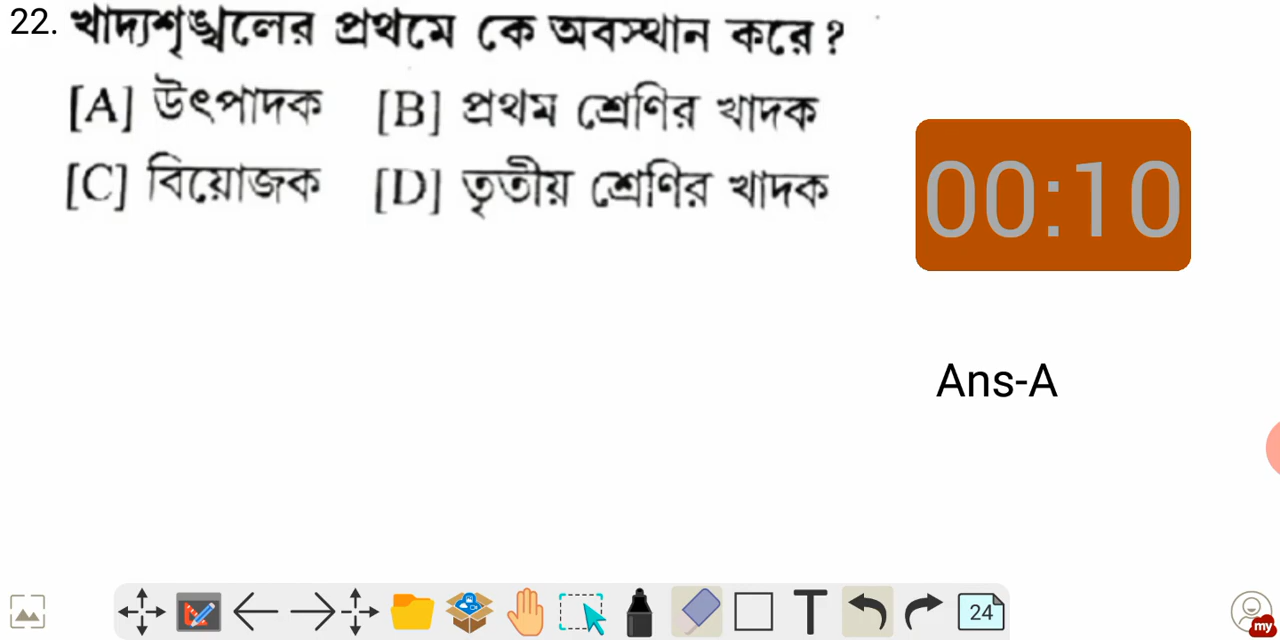 22. খাদ্যশৃঙ্খলের প্রথমে কে অবস্থান করে ?
[A] উৎপাদক [B] প্রথম শ্রেণির খাদক
[C] বিয়োজক [D] তৃতীয় শ্রেণির খাদক
00:10
Ans-A
T
24
my